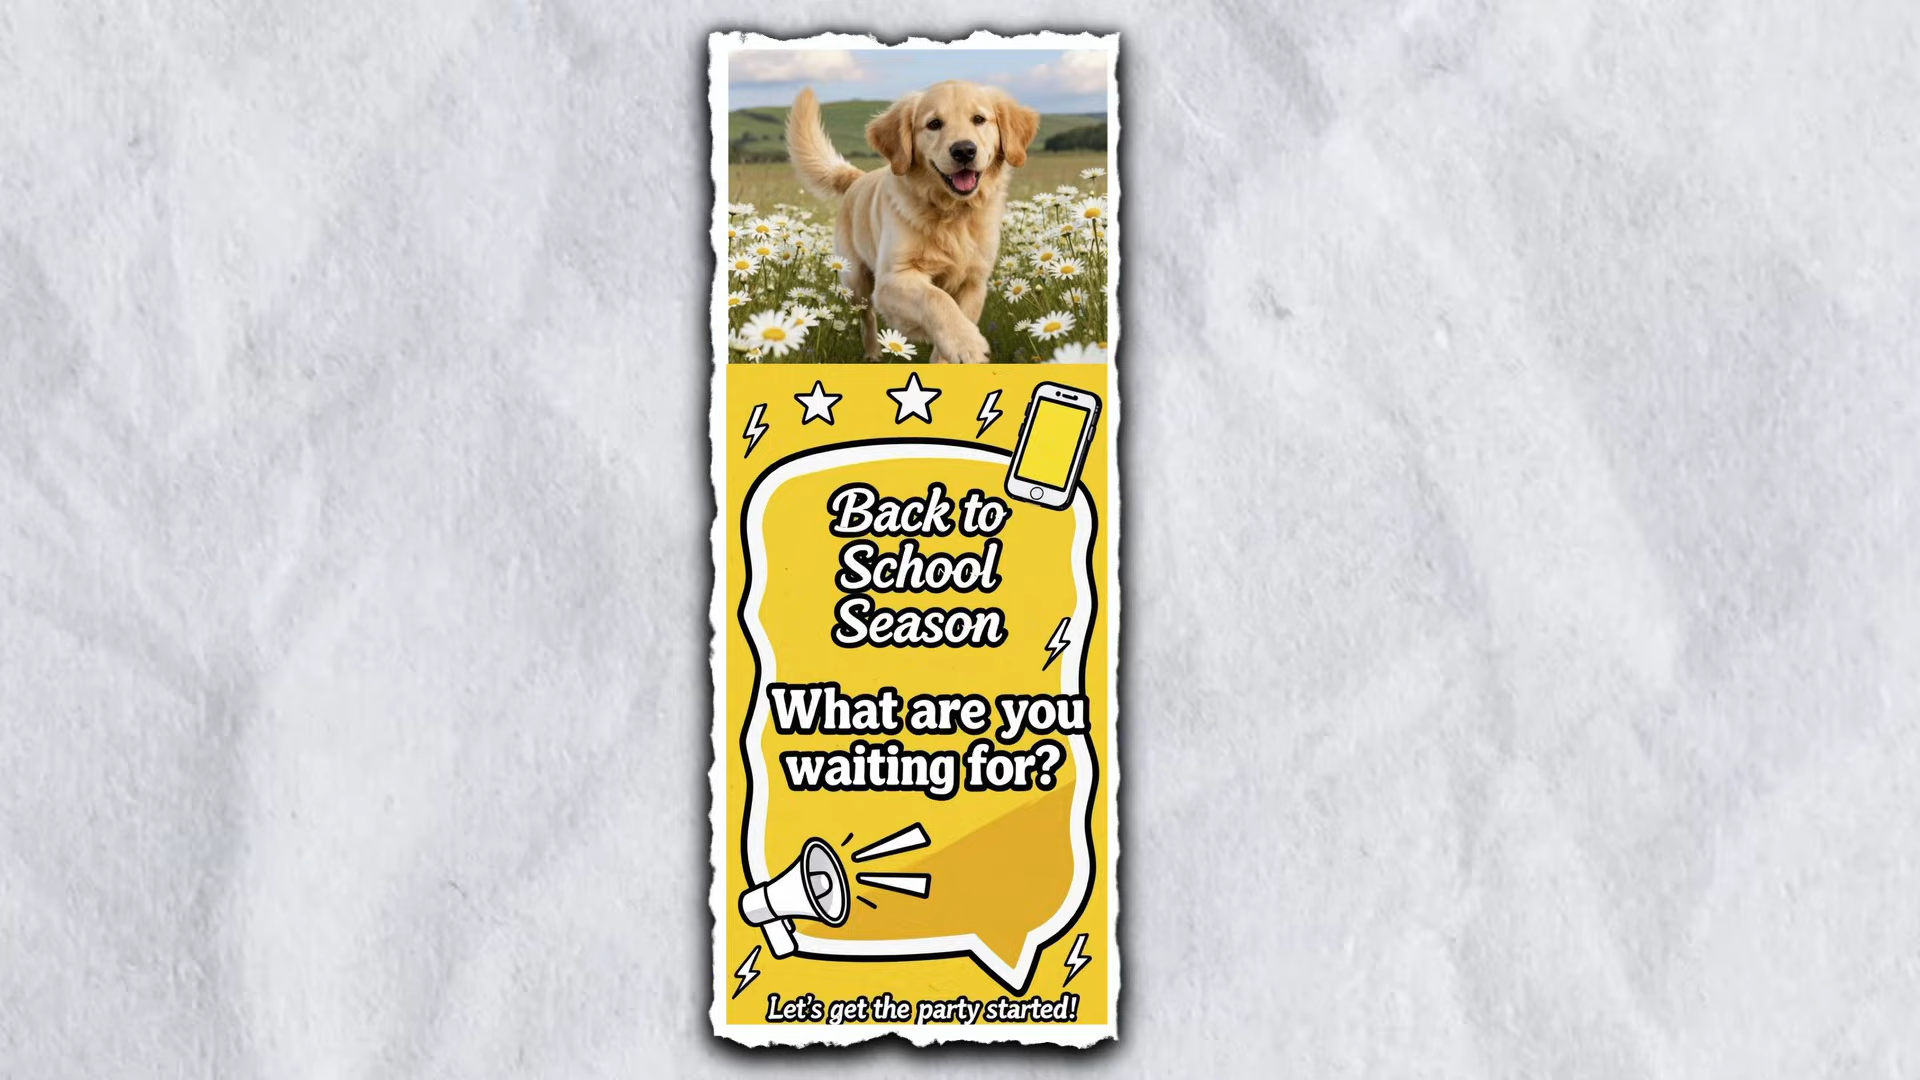 Back to
School
Season
What are you
waiting for?
Let's get the party started!